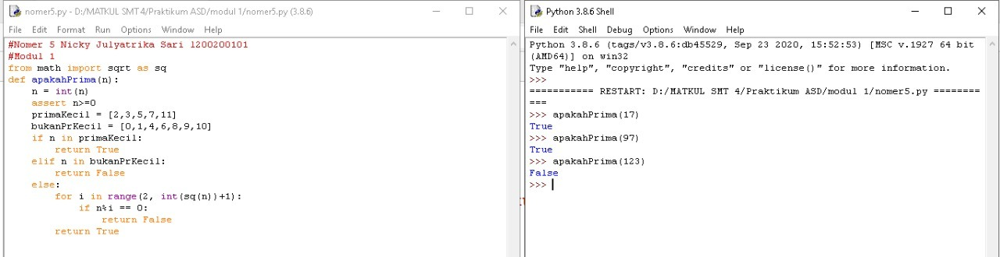 nomer5.py - D:/MATKUL SMT 4/Praktikum ASD/modul 1/nomer5.py (3.8.6)
File Edit Format Run Options Window Help
#Nomer 5 Nicky Julyatrika Sari l200200101
#Modul 1
from math import sqrt as sq
def apakahPrima(n):
    n = int(n)
    assert n>=0
    primaKecil = [2,3,5,7,11]
    bukanPrKecil = [0,1,4,6,8,9,10]
    if n in primaKecil:
        return True
    elif n in bukanPrKecil:
        return False
    else:
        for i in range(2, int(sq(n))+1):
            if n%i == 0:
                return False
        return True
Python 3.8.6 Shell
File Edit Shell Debug Options Window Help
Python 3.8.6 (tags/v3.8.6:db45529, Sep 23 2020, 15:52:53) [MSC v.1927 64 bit
(AMD64)] on win32
Type "help", "copyright", "credits" or "license()" for more information.
>>>
=========== RESTART: D:/MATKUL SMT 4/Praktikum ASD/modul 1/nomer5.py ========
===
>>> apakahPrima(17)
True
>>> apakahPrima(97)
True
>>> apakahPrima(123)
False
>>>